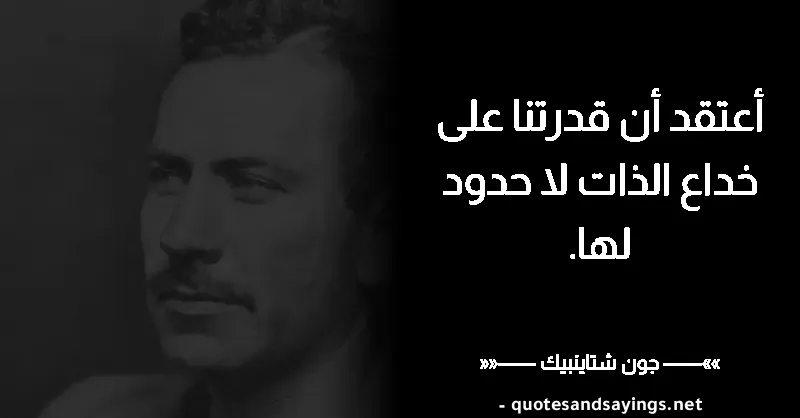 أعتقد أن قدرتنا على
خداع الذات لا حدود
لها.
»»—— جون شتاينبيك ——««
- quotesandsayings.net